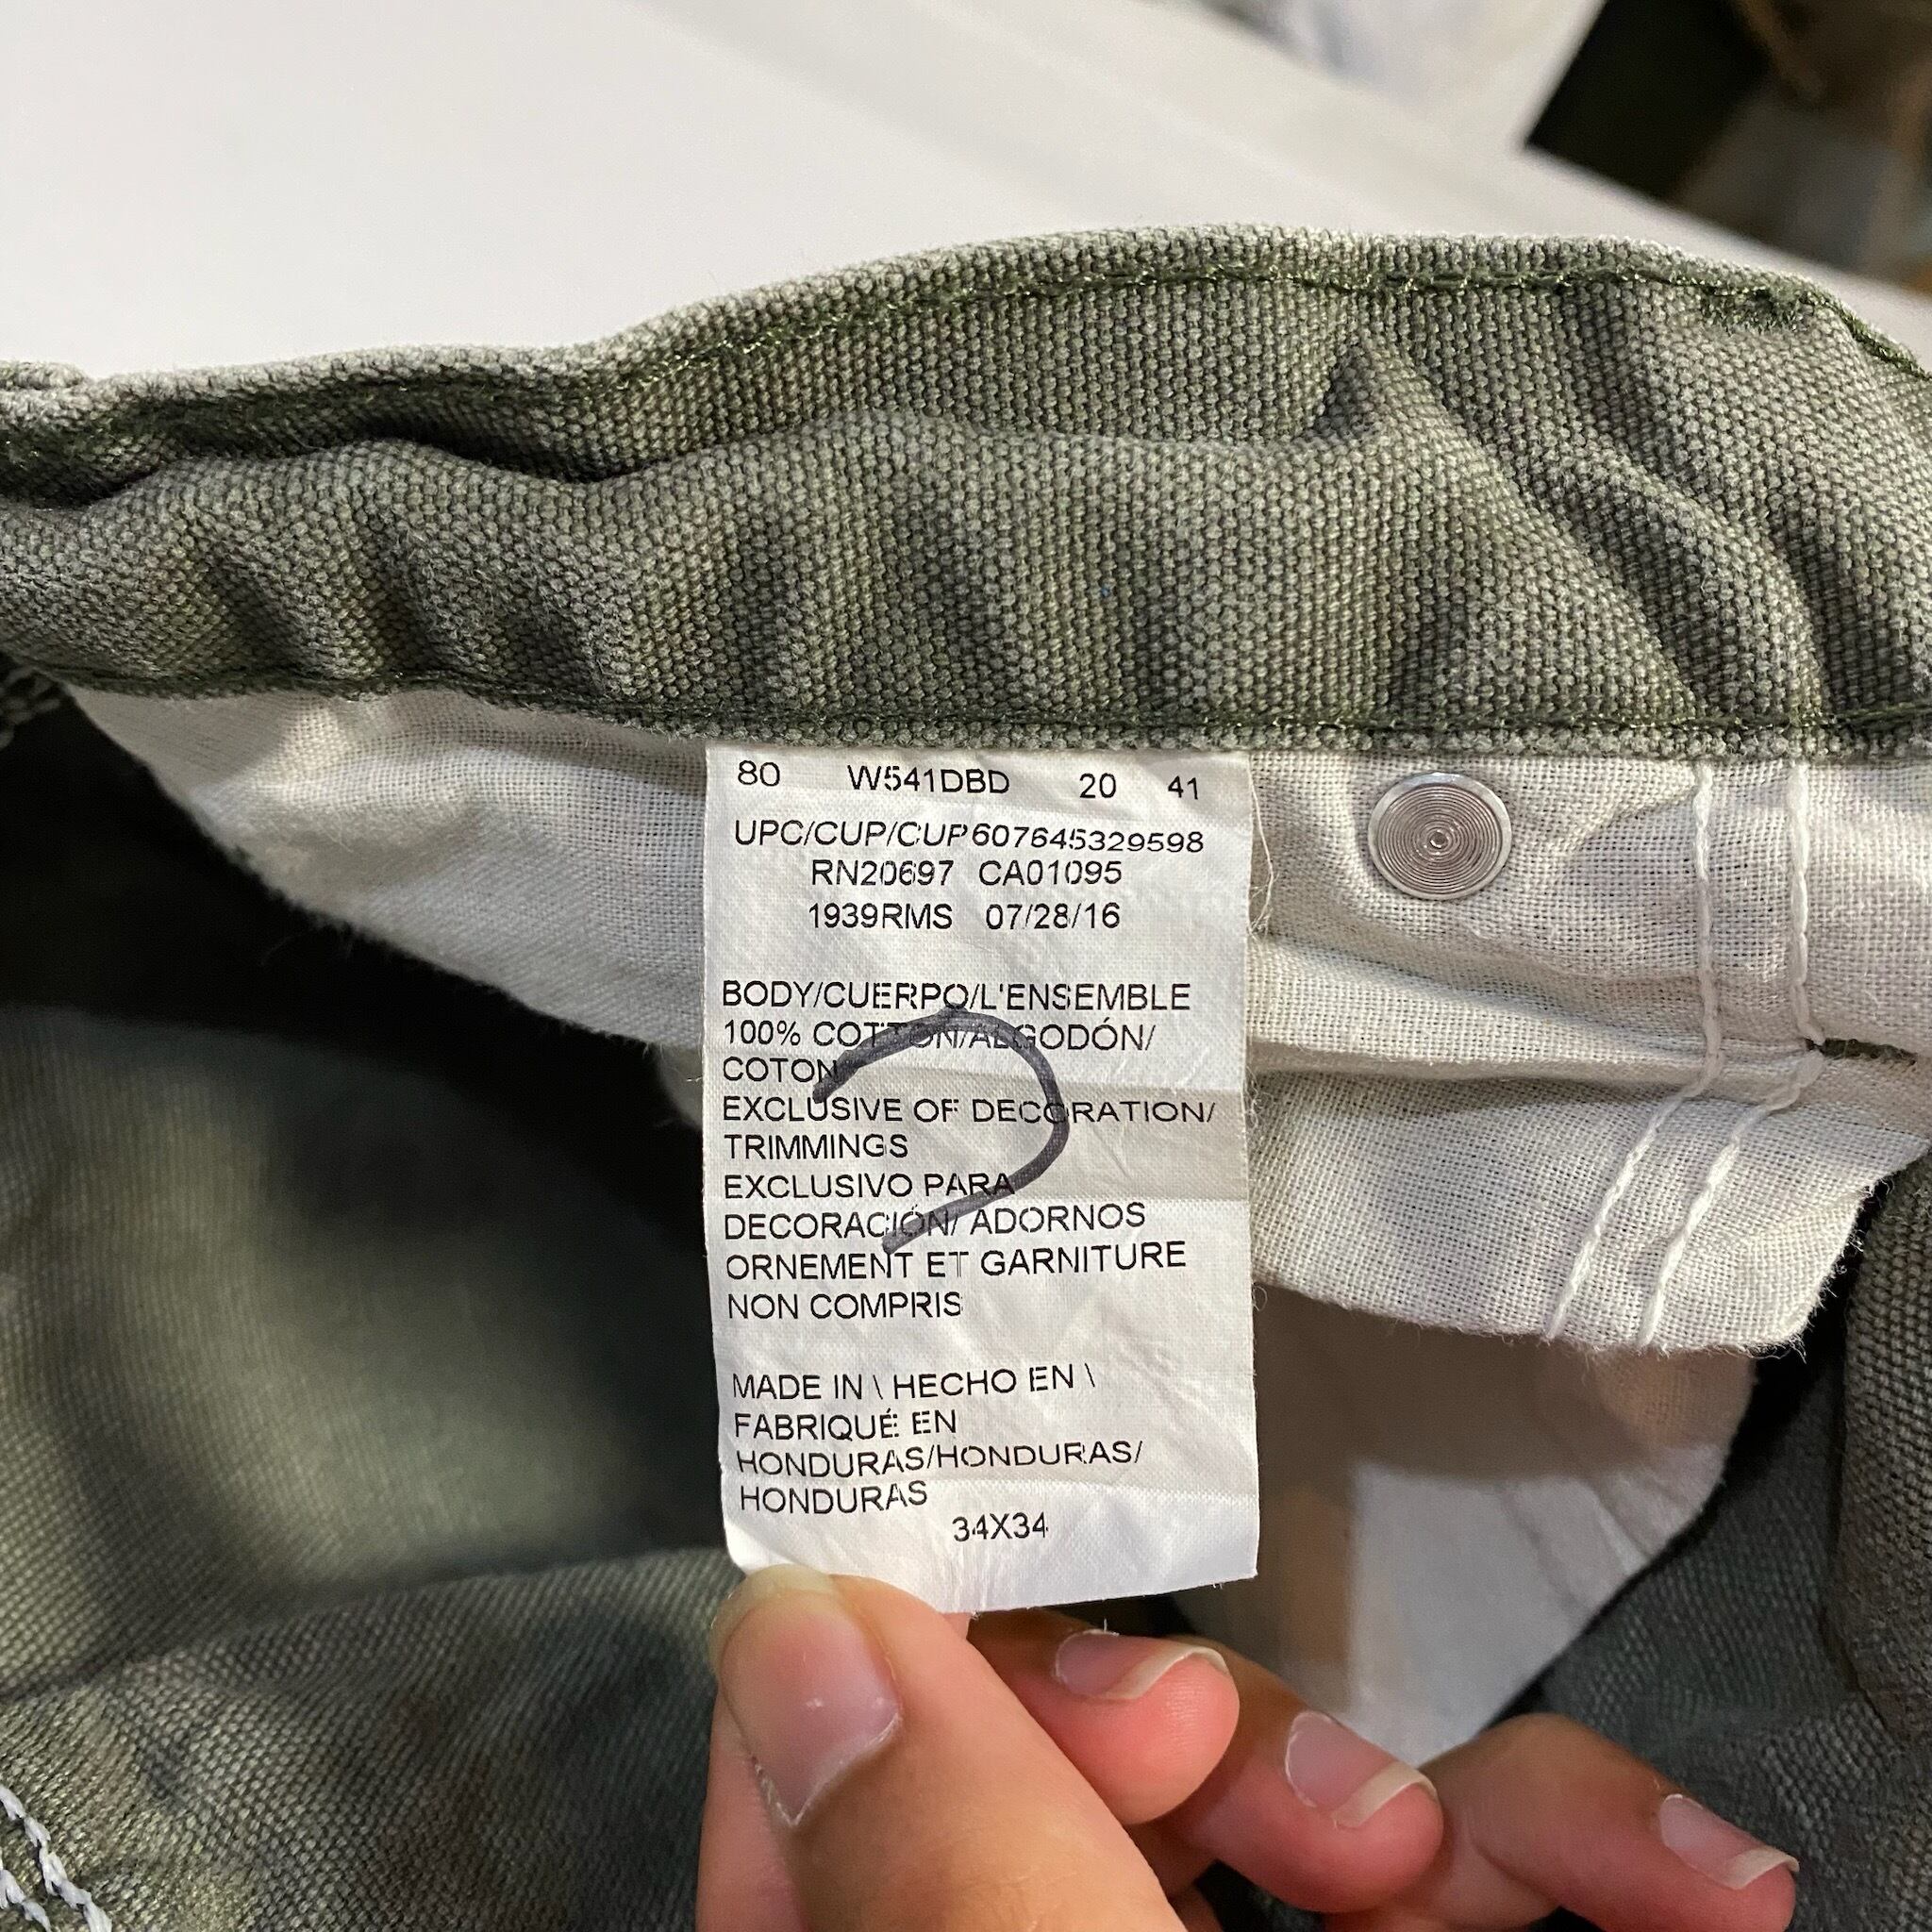 80 W541DBD 20 41
UPC/CUP/CUP607645329598
RN20697 CA01095
1939RMS 07/28/16
BODY/CUERPO/L'ENSEMBLE
100% COTTON/ALGODÓN/
COTON
EXCLUSIVE OF DECORATION/
TRIMMINGS
EXCLUSIVO PARA
DECORACIÓN/ ADORNOS
ORNEMENT ET GARNITURE
NON COMPRIS
MADE IN \ HECHO EN \
FABRIQUÉ EN
HONDURAS/HONDURAS/
HONDURAS
34X34